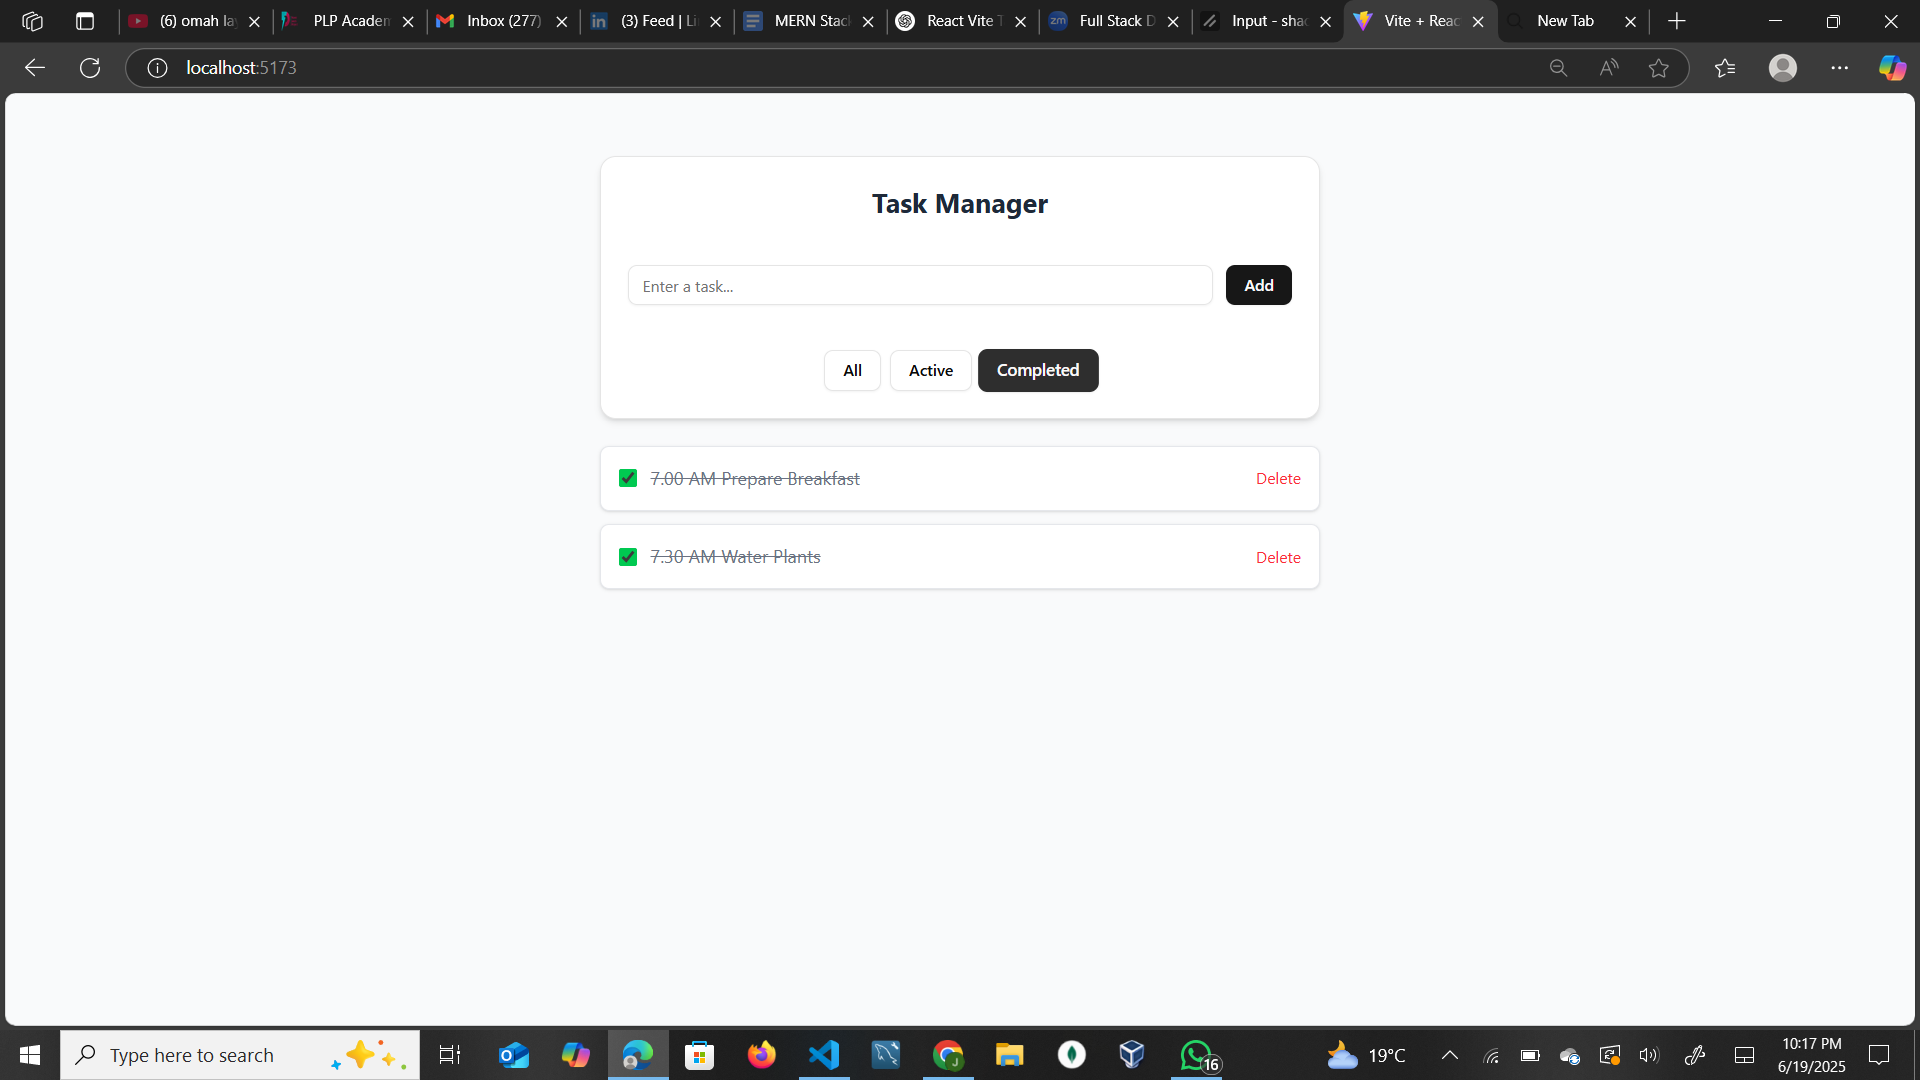 (6) omah la
PLP Academ
Inbox (277)
(3) Feed | Li
MERN Stac
React Vite T
Full Stack D
Input - shad
Vite + Reac
New Tab
localhost:5173
Task Manager
Enter a task...
Add
All
Active
Completed
7.00 AM Prepare Breakfast
Delete
7.30 AM Water Plants
Delete
Type here to search
16
19°C
10:17 PM
6/19/2025